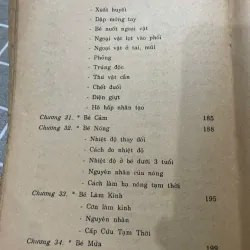 - Xuất huyết
- Dập móng tay
- Bé nuốt ngoại vật
- Ngoại vật lọt vào phổi
- Ngoại vật ở tai, mũi
- Phỏng
- Trúng độc
- Thú vật cắn
- Chết đuối
- Điện giựt
- Hô hấp nhân tạo
Chương 31. * Bé Cảm 185
Chương 32. * Bé Nóng 188
- Nhiệt độ thay đổi
- Cách đo nhiệt độ
- Nhiệt độ ở bé dưới 3 tuổi
- Nguyên nhân của nóng
- Cách làm hạ nóng tạm thời
Chương 33. * Bé Làm Kinh 195
- Cơn làm kinh
- Nguyên nhân
- Cấp Cứu Tạm Thời
Chương 34. * Bé Mửa 199